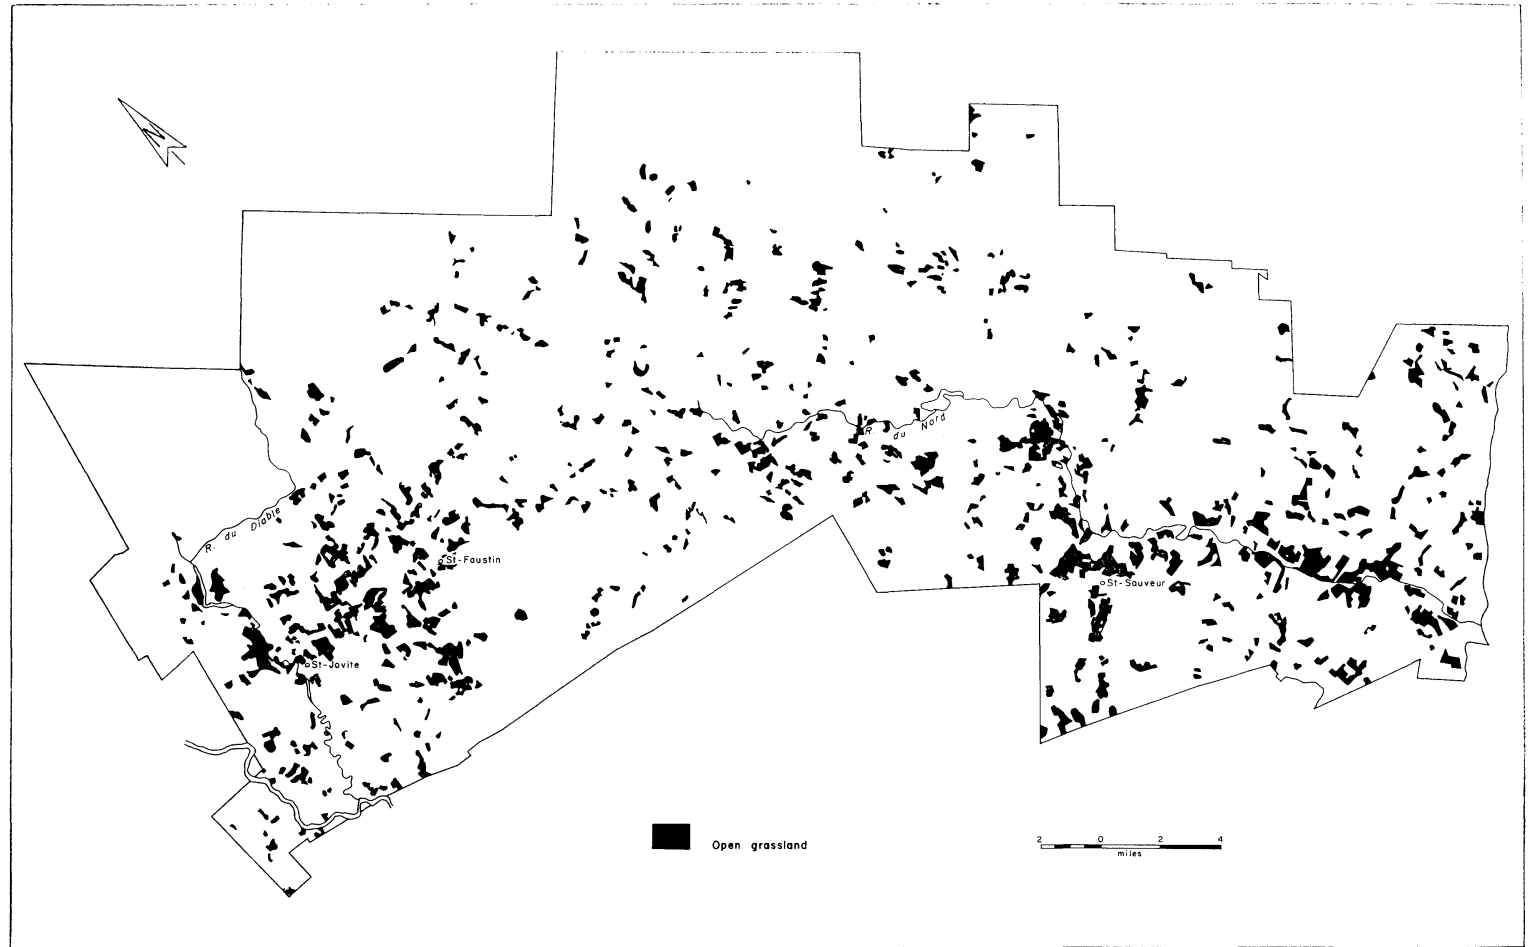 N
R. du Nord
R. du Diable
St-Faustin
St-Sauveur
St-Jovite
Open grassland
2 0 2 4
miles